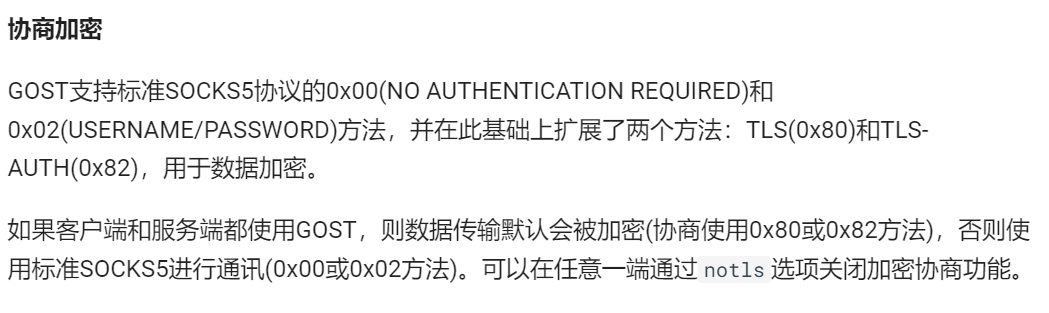 协商加密
GOST支持标准SOCKS5协议的0x00(NO AUTHENTICATION REQUIRED)和
0x02(USERNAME/PASSWORD)方法，并在此基础上扩展了两个方法：TLS(0x80)和TLS-
AUTH(0x82)，用于数据加密。
如果客户端和服务端都使用GOST，则数据传输默认会被加密(协商使用0x80或0x82方法)，否则使
用标准SOCKS5进行通讯(0x00或0x02方法)。可以在任意一端通过notls选项关闭加密协商功能。